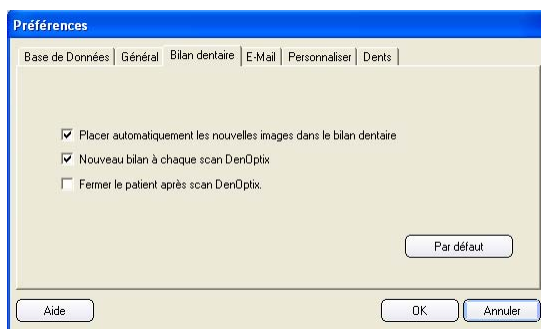 Préférences
Base de Données Général Bilan dentaire E-Mail Personnaliser Dents
Placer automatiquement les nouvelles images dans le bilan dentaire
Nouveau bilan à chaque scan DenOptix
Fermer le patient après scan DenOptix.
Par défaut
Aide OK Annuler